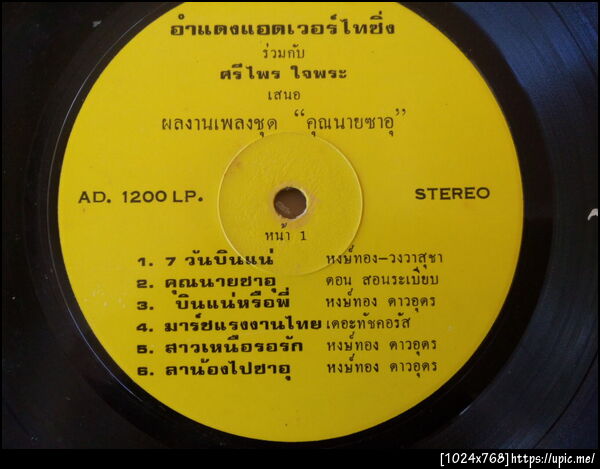 อำแดงแอดเวอร์ไทซิ่ง
ร่วมกับ
ศรีไพร ใจพระ
เสนอ
ผลงานเพลงชุด "คุณนายซาอุ"
AD. 1200 LP. STEREO
หน้า 1
1. 7 วันบินแน่ หงษ์ทอง-วงวาสุชา
2. คุณนายซาอุ ดอน สอนระเบียบ
3. บินแน่หรือพี่ หงษ์ทอง ดาวอุดร
4. มาร์ชแรงงานไทย เดอะทัชคอรัส
5. สาวเหนือรอรัก หงษ์ทอง ดาวอุดร
6. ลาน้องไปซาอุ หงษ์ทอง ดาวอุดร
[1024x768]https://upic.me/